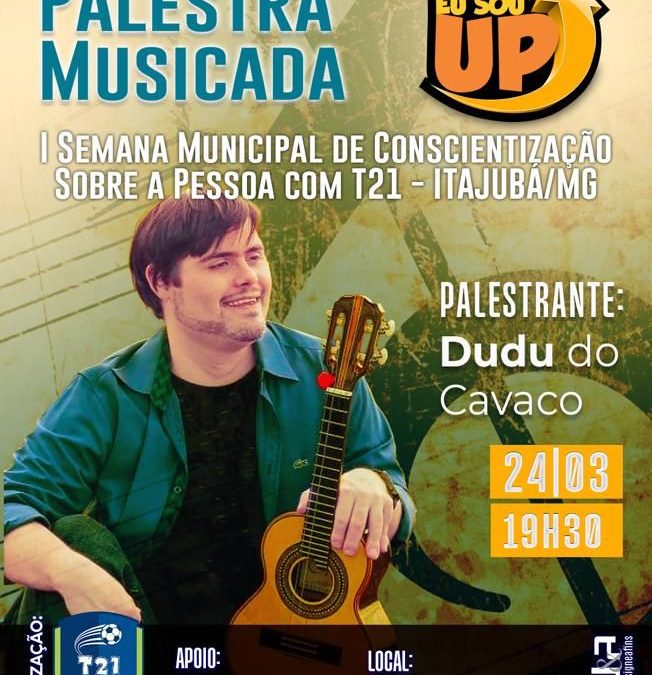 PALESTRA
MUSICADA
EU SOU
UP
I SEMANA MUNICIPAL DE CONSCIENTIZAÇÃO
SOBRE A PESSOA COM T21 - ITAJUBÁ/MG
PALESTRANTE:
Dudu do
Cavaco
24|03
19H30
T21
APOIO:
LOCAL: